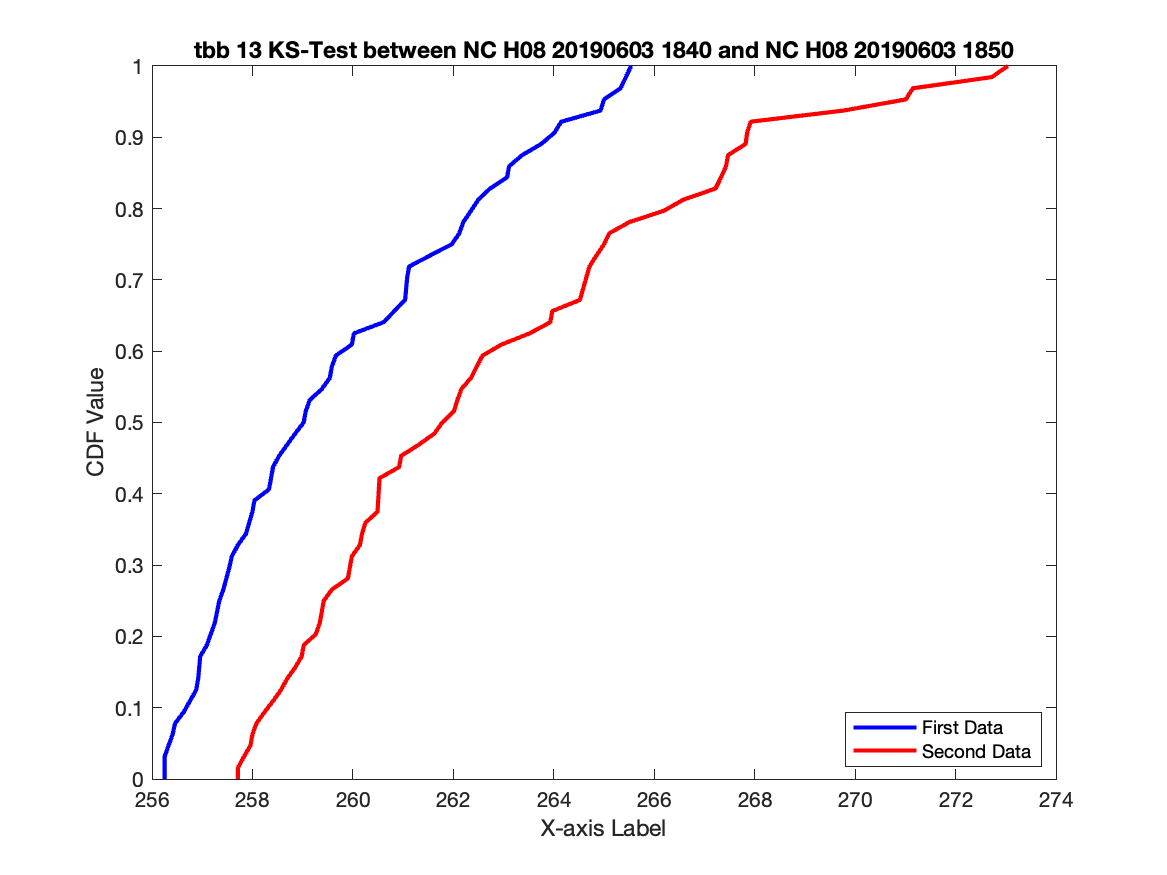 tbb 13 KS-Test between NC H08 20190603 1840 and NC H08 20190603 1850
1
0.9
0.8
0.7
0.6
0.5
0.4
0.3
0.2
0.1
0
CDF Value
First Data
Second Data
256 258 260 262 264 266 268 270 272 274
X-axis Label